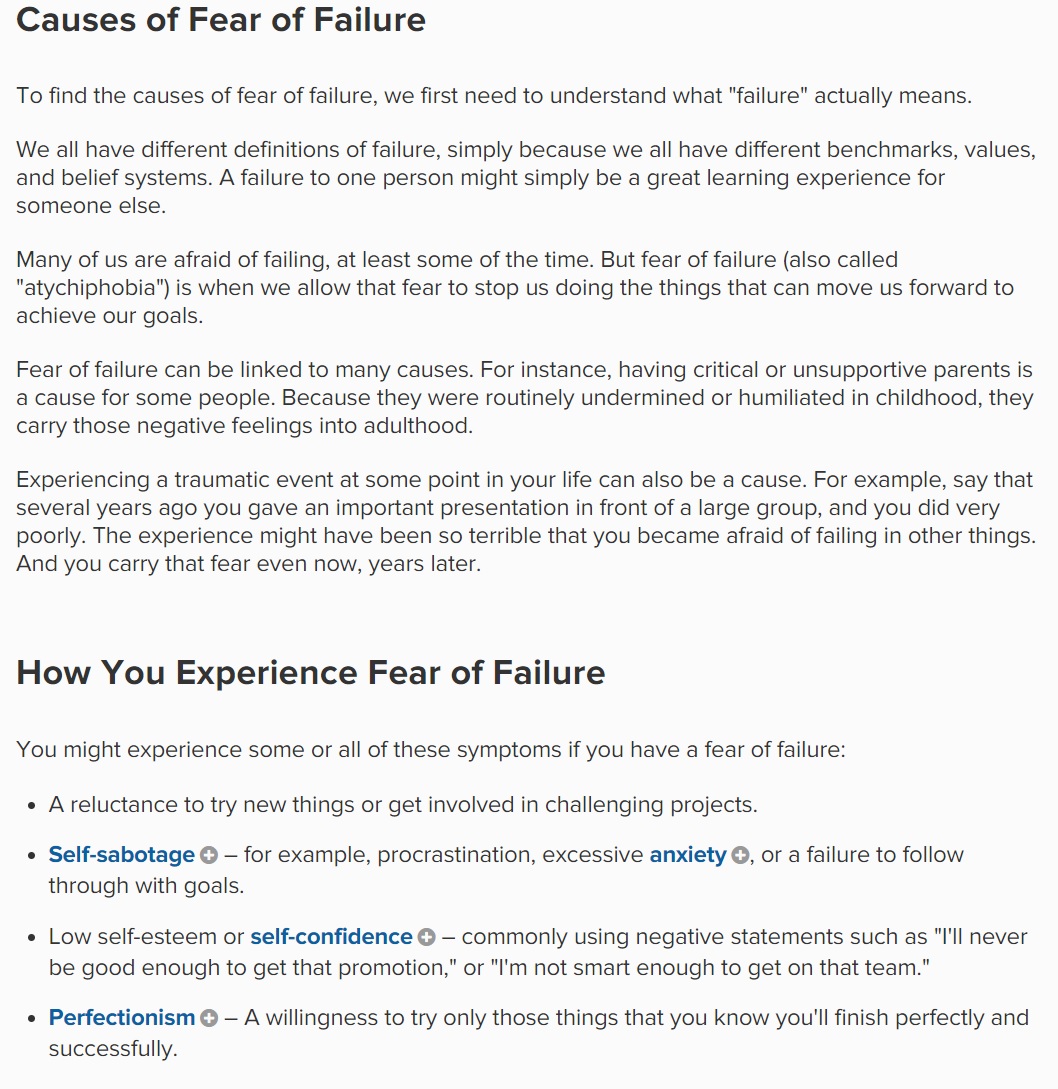 Causes of Fear of Failure
To find the causes of fear of failure, we first need to understand what "failure" actually means.
We all have different definitions of failure, simply because we all have different benchmarks, values,
and belief systems. A failure to one person might simply be a great learning experience for
someone else.
Many of us are afraid of failing, at least some of the time. But fear of failure (also called
"atychiphobia") is when we allow that fear to stop us doing the things that can move us forward to
achieve our goals.
Fear of failure can be linked to many causes. For instance, having critical or unsupportive parents is
a cause for some people. Because they were routinely undermined or humiliated in childhood, they
carry those negative feelings into adulthood.
Experiencing a traumatic event at some point in your life can also be a cause. For example, say that
several years ago you gave an important presentation in front of a large group, and you did very
poorly. The experience might have been so terrible that you became afraid of failing in other things.
And you carry that fear even now, years later.
How You Experience Fear of Failure
You might experience some or all of these symptoms if you have a fear of failure:
• A reluctance to try new things or get involved in challenging projects.
• Self-sabotage – for example, procrastination, excessive anxiety, or a failure to follow
through with goals.
• Low self-esteem or self-confidence – commonly using negative statements such as "I'll never
be good enough to get that promotion," or "I'm not smart enough to get on that team."
• Perfectionism – A willingness to try only those things that you know you'll finish perfectly and
successfully.